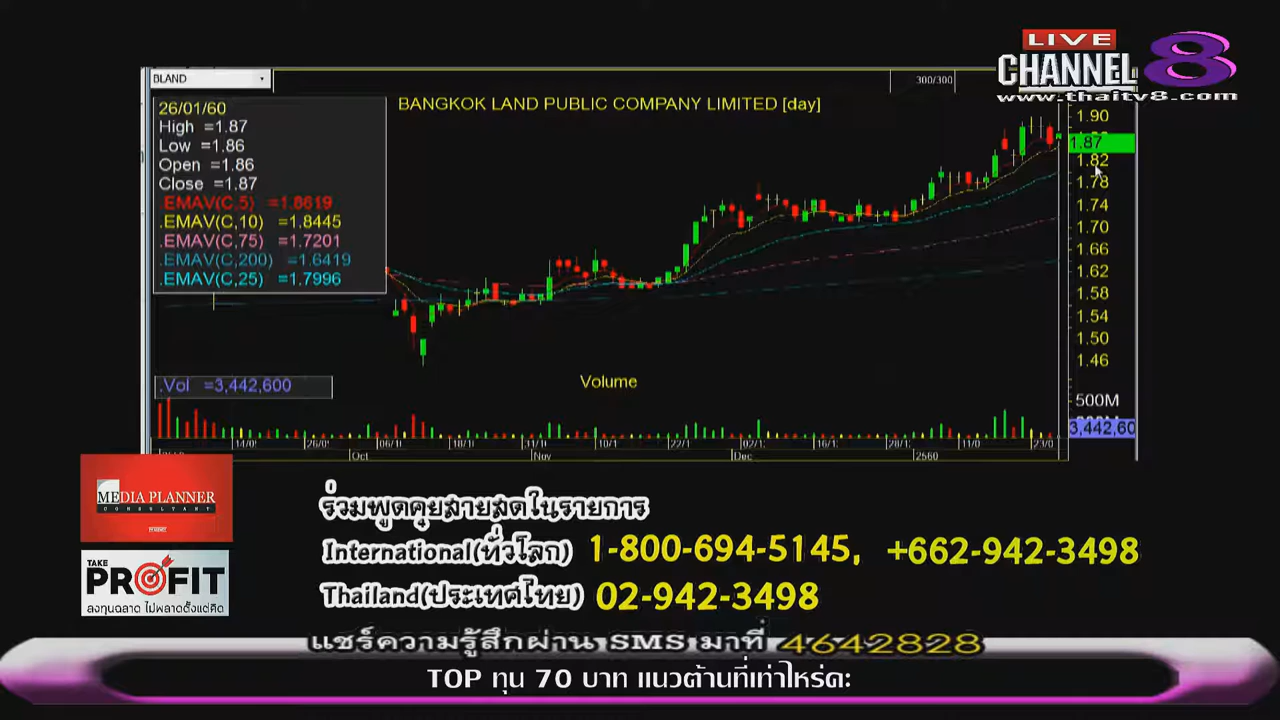 LIVE
CHANNEL 8
www.thaitv8.com
BLAND
300/300
BANGKOK LAND PUBLIC COMPANY LIMITED [day]
26/01/60
High =1.87
Low =1.86
Open =1.86
Close =1.87
.EMAV(C,5) =1.8619
.EMAV(C,10) =1.8445
.EMAV(C,75) =1.7201
.EMAV(C,200) =1.6419
.EMAV(C,25) =1.7996
1.90
1.87
1.82
1.78
1.74
1.70
1.66
1.62
1.58
1.54
1.50
1.46
.Vol =3,442,600
Volume
500M
3,442,60
Oct
Nov
Dec
2560
MEDIA PLANNER
CONSULTANT
TAKE
PROFIT
ลงทุนฉลาด ไม่พลาดตั้งแต่คิด
ร่วมพูดคุยสายสดในรายการ
International(ทั่วโลก) 1-800-694-5145, +662-942-3498
Thailand(ประเทศไทย) 02-942-3498
แชร์ความรู้สึกผ่าน SMS มาที่ 4642828
TOP ทุน 70 บาท แนวต้านที่เท่าไหร่คะ